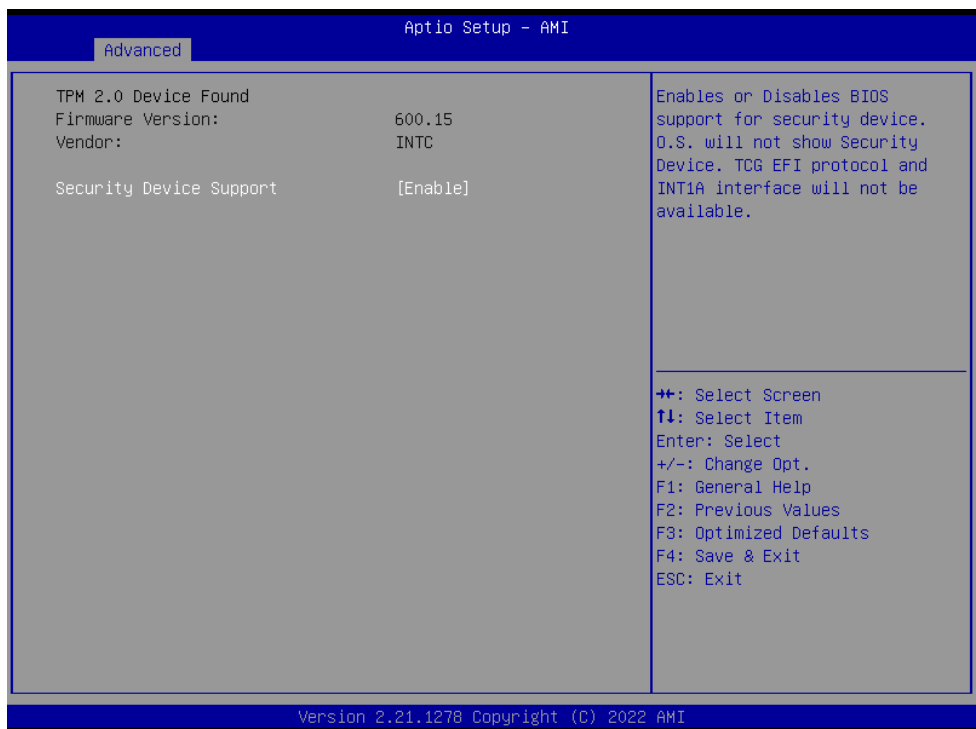 Aptio Setup – AMI
Advanced
TPM 2.0 Device Found
Firmware Version: 600.15
Vendor: INTC
Security Device Support [Enable]
Enables or Disables BIOS
support for security device.
O.S. will not show Security
Device. TCG EFI protocol and
INT1A interface will not be
available.
→←: Select Screen
↑↓: Select Item
Enter: Select
+/-: Change Opt.
F1: General Help
F2: Previous Values
F3: Optimized Defaults
F4: Save & Exit
ESC: Exit
Version 2.21.1278 Copyright (C) 2022 AMI